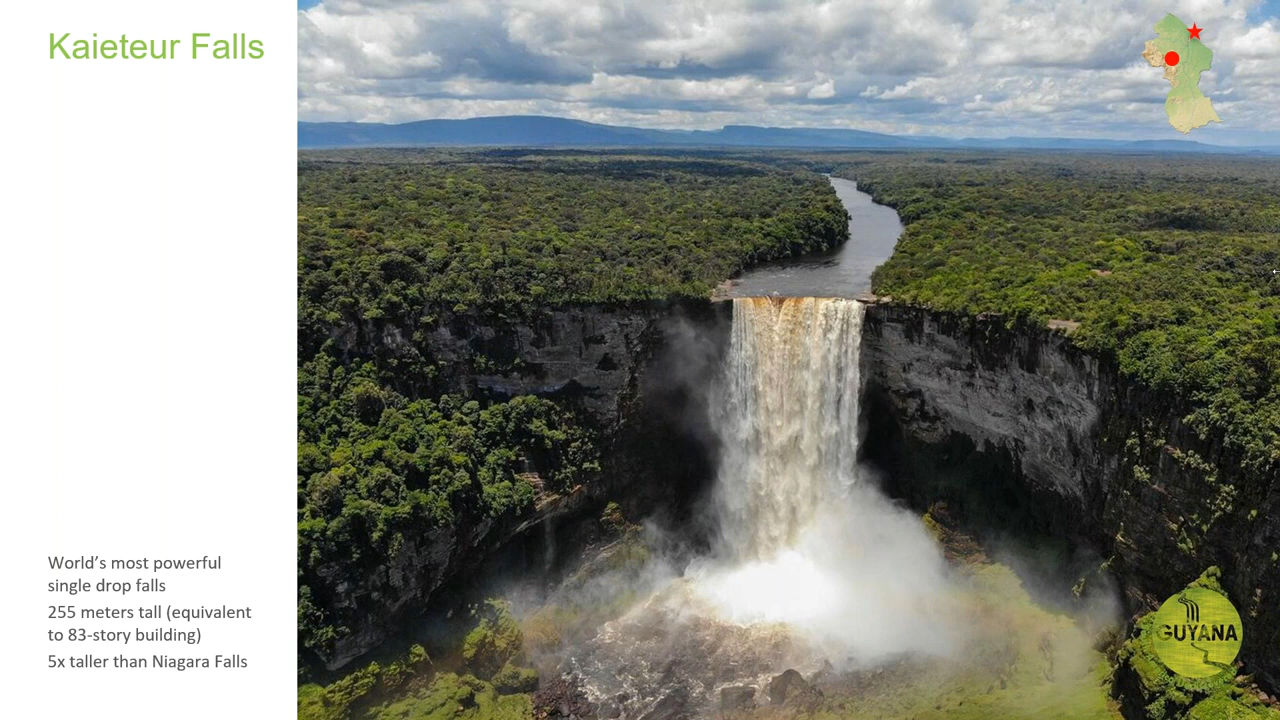 Kaieteur Falls
World’s most powerful
single drop falls
255 meters tall (equivalent
to 83-story building)
5x taller than Niagara Falls
GUYANA